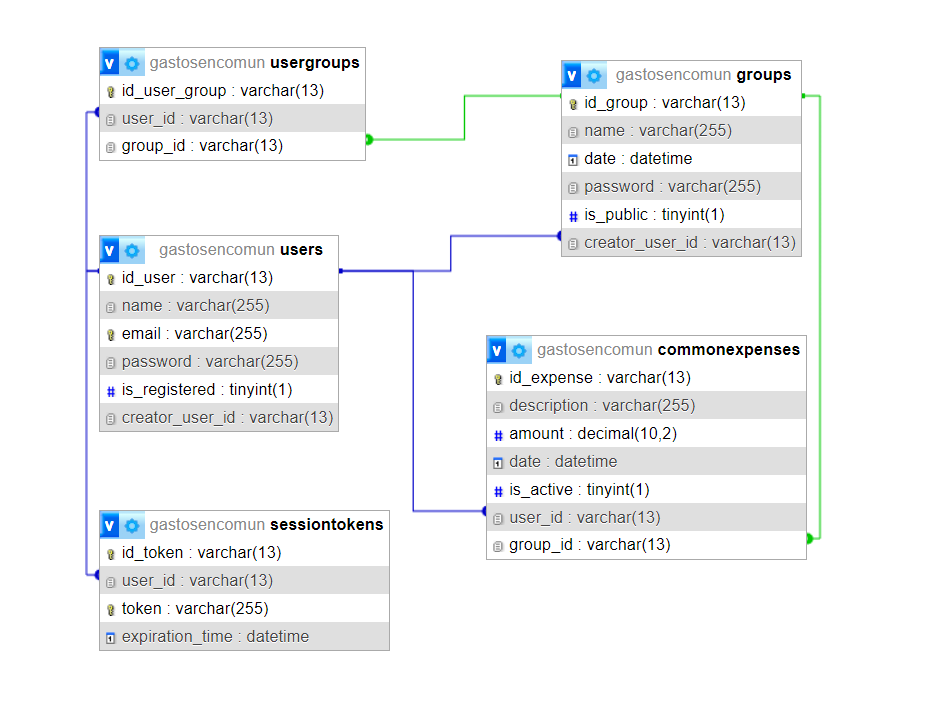 v gastosencomun usergroups
id_user_group : varchar(13)
user_id : varchar(13)
group_id : varchar(13)
v gastosencomun groups
id_group : varchar(13)
name : varchar(255)
date : datetime
password : varchar(255)
# is_public : tinyint(1)
creator_user_id : varchar(13)
v gastosencomun users
id_user : varchar(13)
name : varchar(255)
email : varchar(255)
password : varchar(255)
# is_registered : tinyint(1)
creator_user_id : varchar(13)
v gastosencomun commonexpenses
id_expense : varchar(13)
description : varchar(255)
# amount : decimal(10,2)
date : datetime
# is_active : tinyint(1)
user_id : varchar(13)
group_id : varchar(13)
v gastosencomun sessiontokens
id_token : varchar(13)
user_id : varchar(13)
token : varchar(255)
expiration_time : datetime